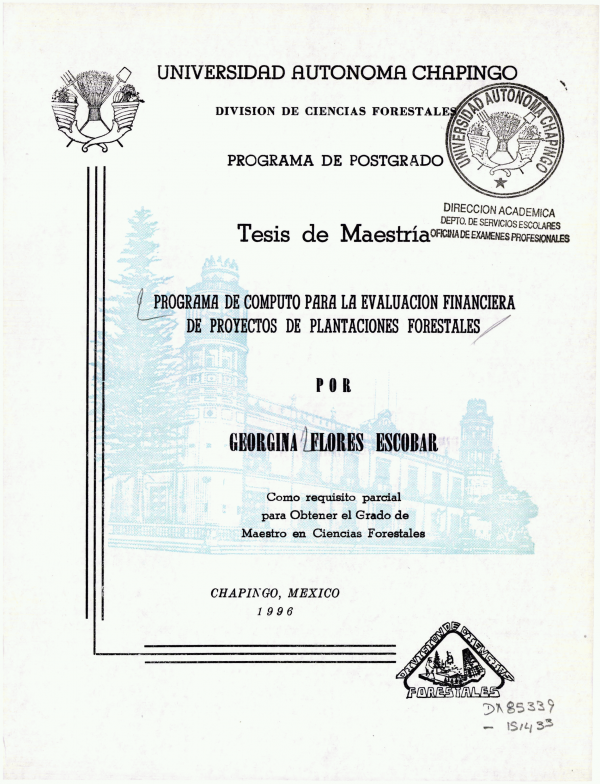 UNIVERSIDAD AUTONOMA CHAPINGO
DIVISION DE CIENCIAS FORESTALES
PROGRAMA DE POSTGRADO
UNIVERSIDAD AUTONOMA CHAPINGO
DIRECCION ACADEMICA
DEPTO. DE SERVICIOS ESCOLARES
OFICINA DE EXAMENES PROFESIONALES
Tesis de Maestría
PROGRAMA DE COMPUTO PARA LA EVALUACION FINANCIERA
DE PROYECTOS DE PLANTACIONES FORESTALES
POR
GEORGINA FLORES ESCOBAR
Como requisito parcial
para Obtener el Grado de
Maestro en Ciencias Forestales
CHAPINGO, MEXICO
1996
DIVISION DE CIENCIAS
FORESTALES